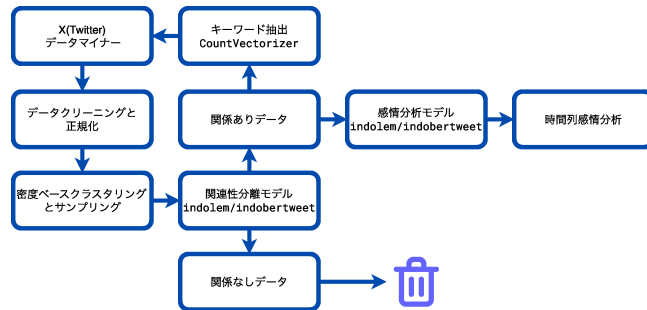 X(Twitter)
データマイナー
キーワード抽出
CountVectorizer
データクリーニングと
正規化
関係ありデータ
感情分析モデル
indolem/indobertweet
時間列感情分析
密度ベースクラスタリング
とサンプリング
関連性分離モデル
indolem/indobertweet
関係なしデータ